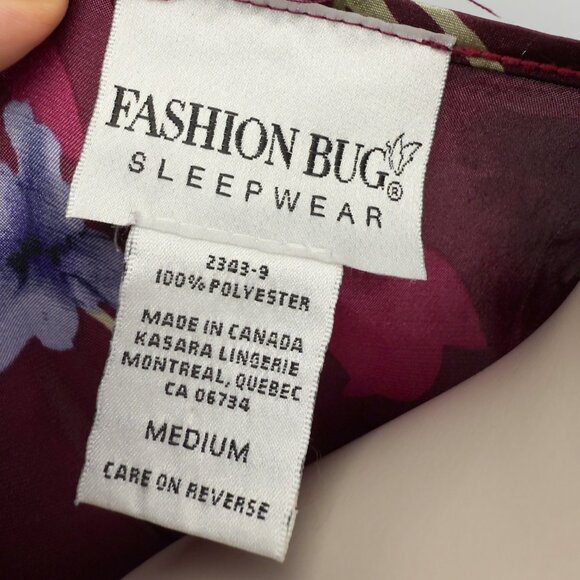 FASHION BUG®
SLEEPWEAR
2343-9
100% POLYESTER
MADE IN CANADA
KASARA LINGERIE
MONTREAL, QUEBEC
CA 06734
MEDIUM
CARE ON REVERSE